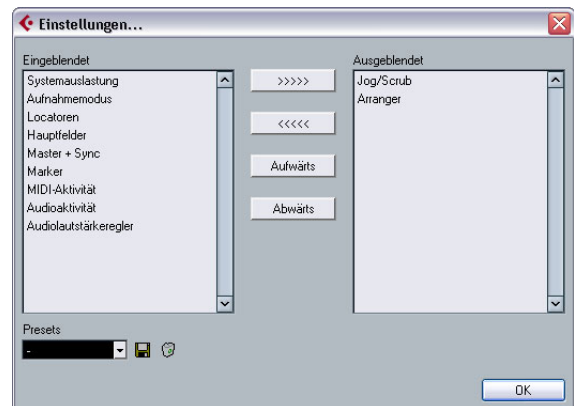 Einstellungen...
Eingeblendet
Systemauslastung
Aufnahmemodus
Locatoren
Hauptfelder
Master + Sync
Marker
MIDI-Aktivität
Audioaktivität
Audiolautstärkeregler
>>>>>
<<<<<
Aufwärts
Abwärts
Ausgeblendet
Jog/Scrub
Arranger
Presets
-
OK